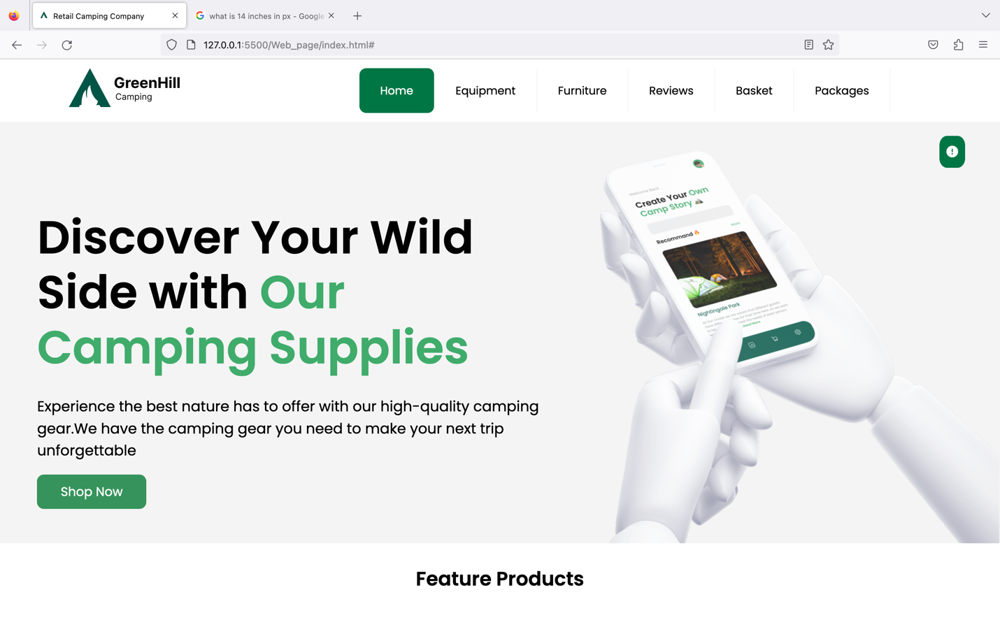 Retail Camping Company
what is 14 inches in px - Google
127.0.0.1:5500/Web_page/index.html#
GreenHill
Camping
Home
Equipment
Furniture
Reviews
Basket
Packages
Discover Your Wild
Side with Our
Camping Supplies
Experience the best nature has to offer with our high-quality camping
gear.We have the camping gear you need to make your next trip
unforgettable
Shop Now
Welcome Back
Create Your Own
Camp Story
Recommand
More
Nightingale Park
Read More
Feature Products